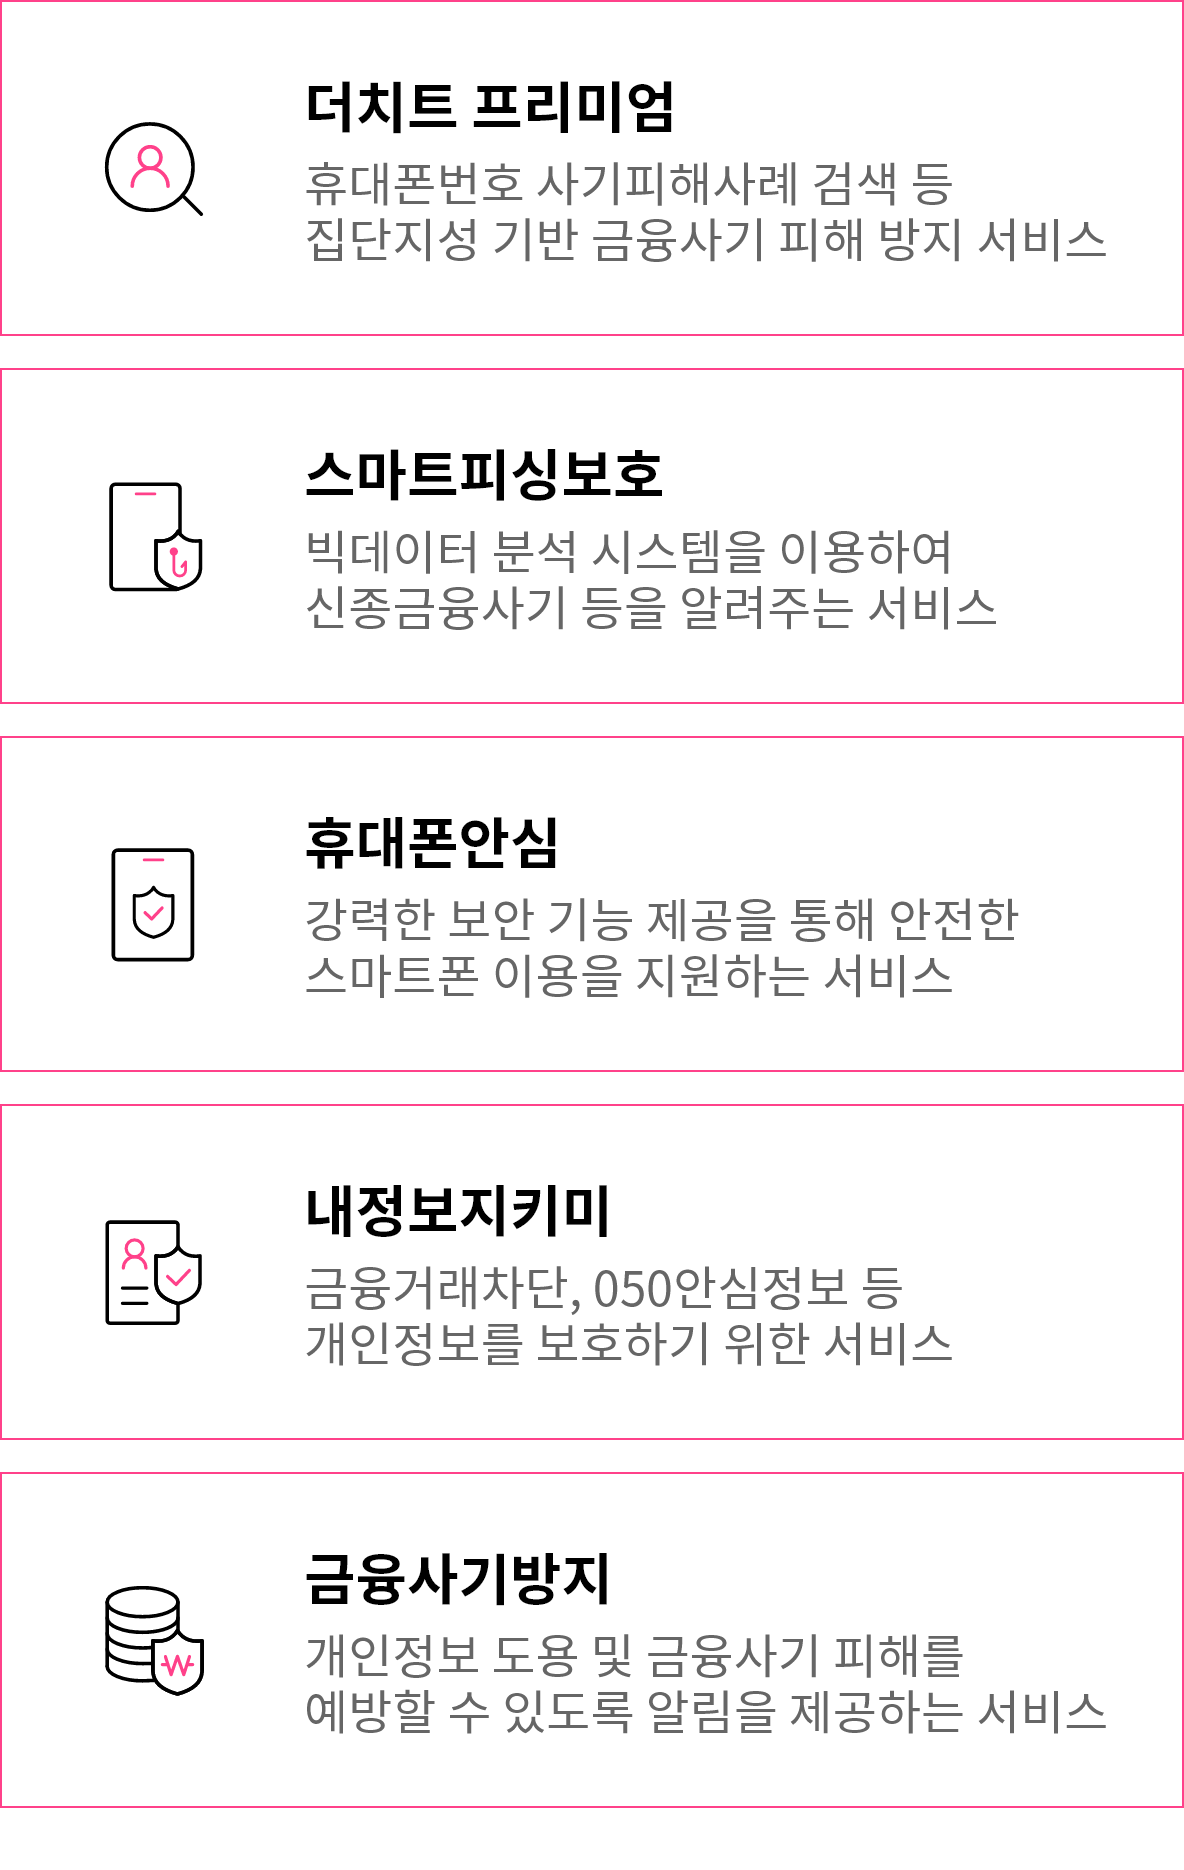 더치트 프리미엄
휴대폰번호 사기피해사례 검색 등
집단지성 기반 금융사기 피해 방지 서비스
스마트피싱보호
빅데이터 분석 시스템을 이용하여
신종금융사기 등을 알려주는 서비스
휴대폰안심
강력한 보안 기능 제공을 통해 안전한
스마트폰 이용을 지원하는 서비스
내정보지키미
금융거래차단, 050안심정보 등
개인정보를 보호하기 위한 서비스
금융사기방지
개인정보 도용 및 금융사기 피해를
예방할 수 있도록 알림을 제공하는 서비스